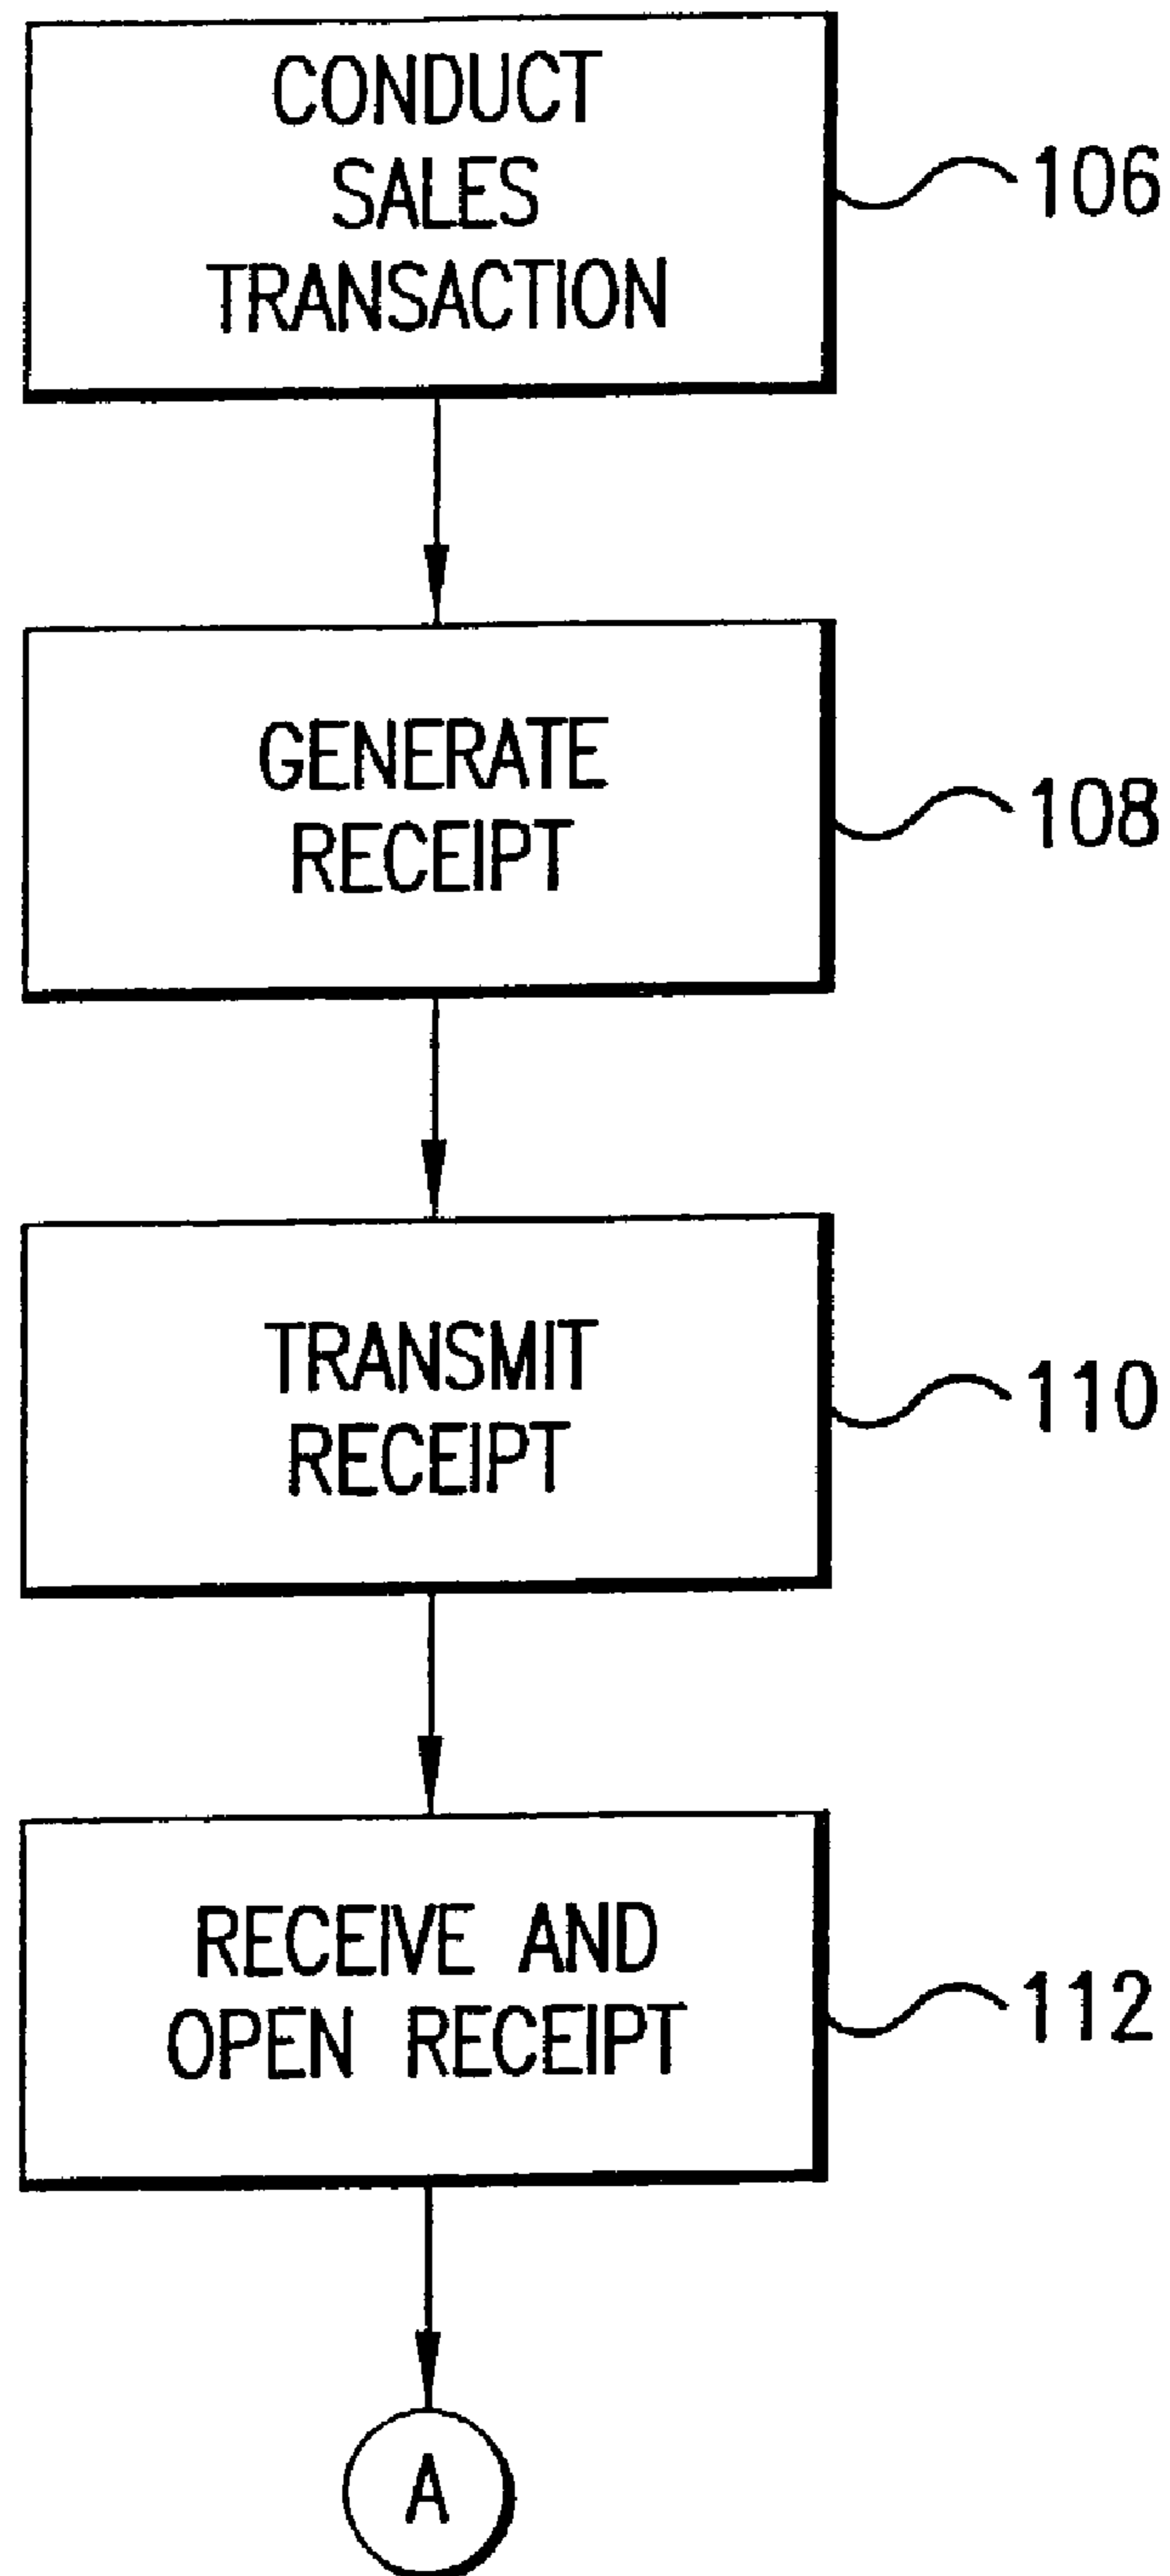 CONDUCT
SALES
TRANSACTION
106
GENERATE
RECEIPT
108
TRANSMIT
RECEIPT
110
RECEIVE AND
OPEN RECEIPT
112
A